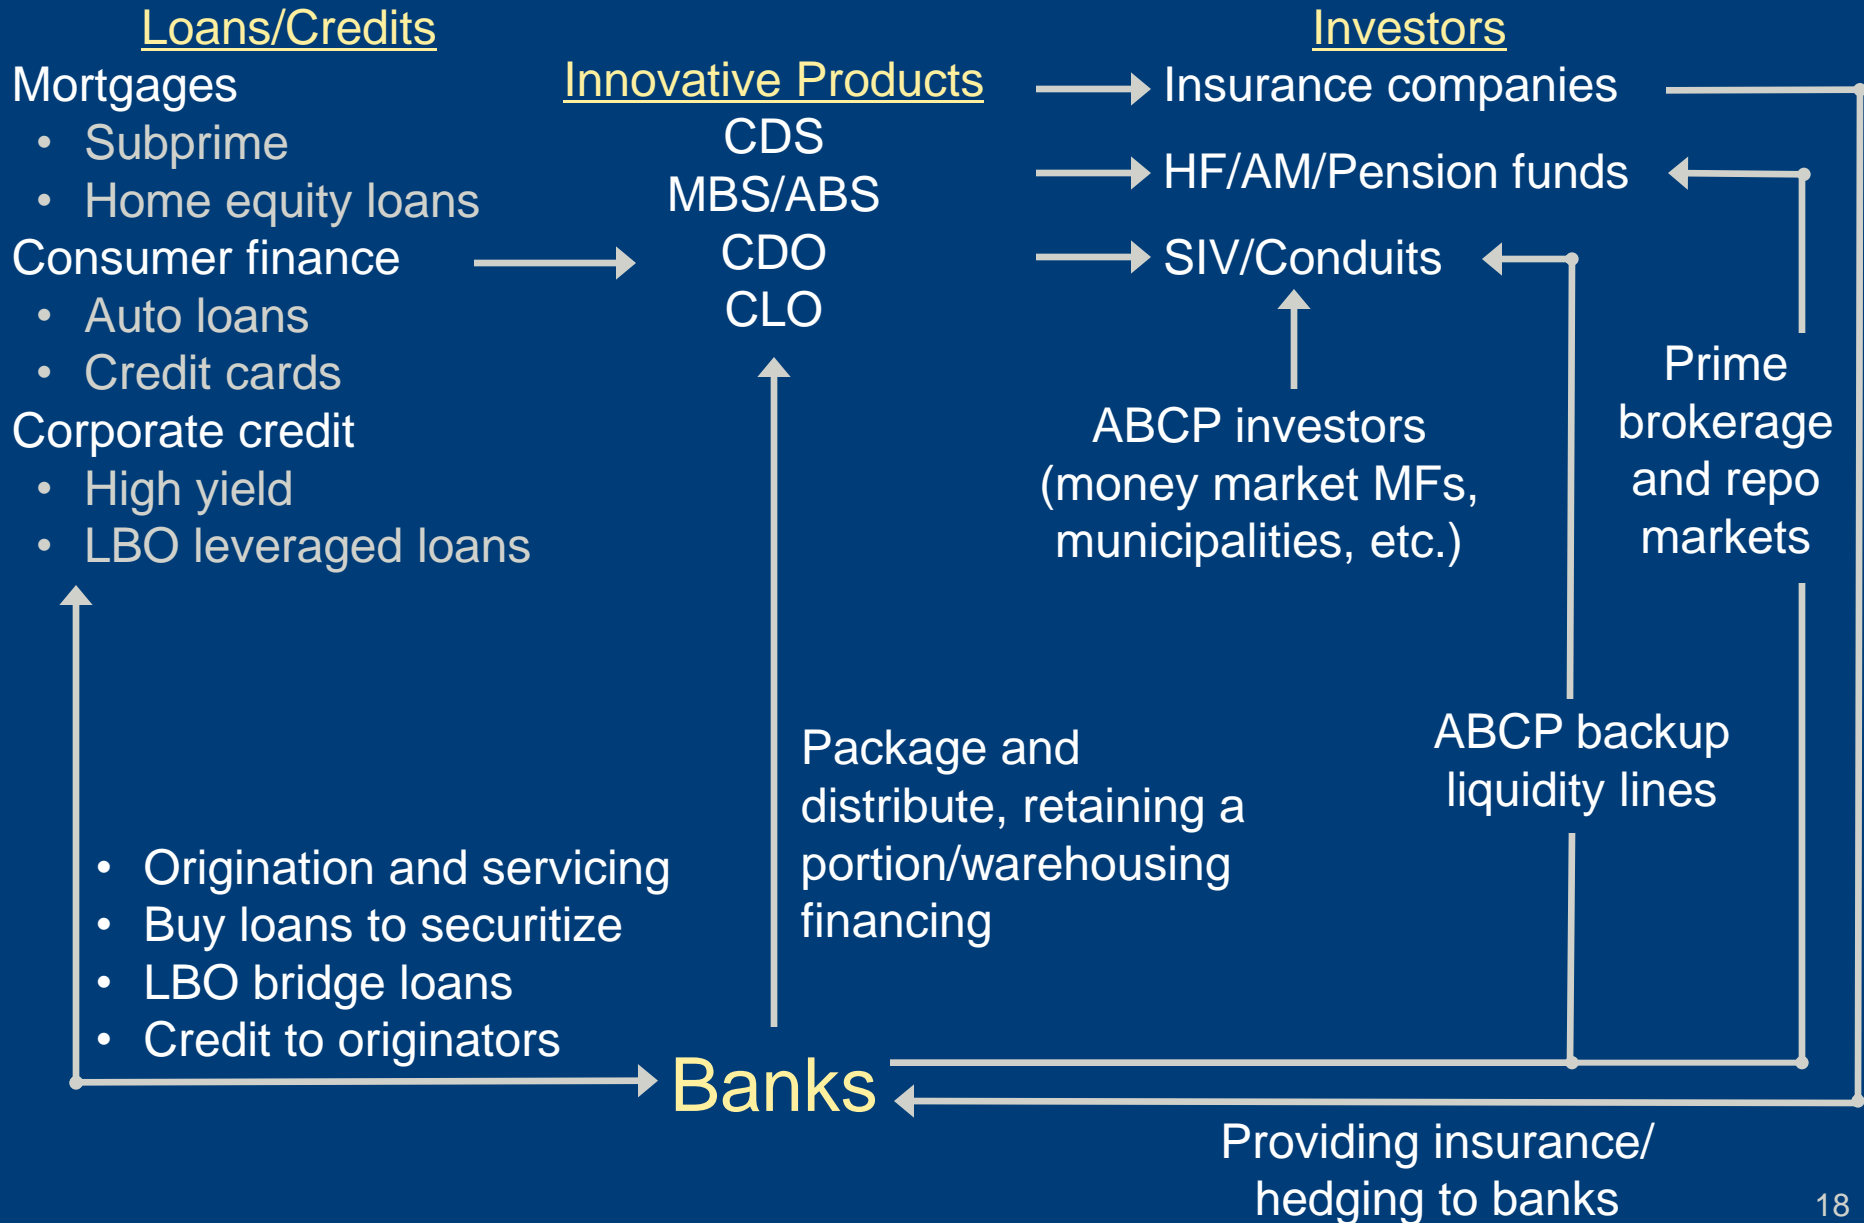 Loans/Credits
Mortgages
• Subprime
• Home equity loans
Consumer finance
• Auto loans
• Credit cards
Corporate credit
• High yield
• LBO leveraged loans
Innovative Products
CDS
MBS/ABS
CDO
CLO
Investors
Insurance companies
HF/AM/Pension funds
SIV/Conduits
ABCP investors
(money market MFs,
municipalities, etc.)
Prime
brokerage
and repo
markets
ABCP backup
liquidity lines
Package and
distribute, retaining a
portion/warehousing
financing
• Origination and servicing
• Buy loans to securitize
• LBO bridge loans
• Credit to originators
Banks
Providing insurance/
hedging to banks
18